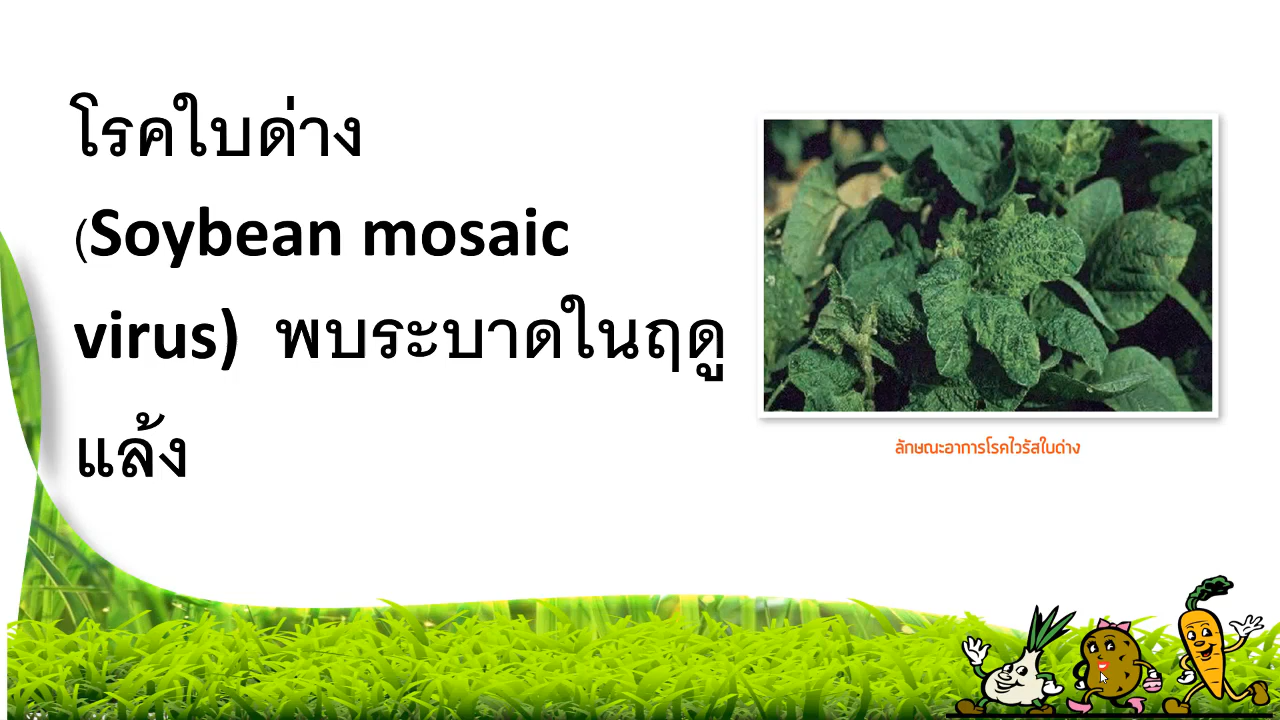 โรคใบด่าง
(Soybean mosaic
virus)  พบระบาดในฤดู
แล้ง
ลักษณะอาการโรคไวรัสใบด่าง